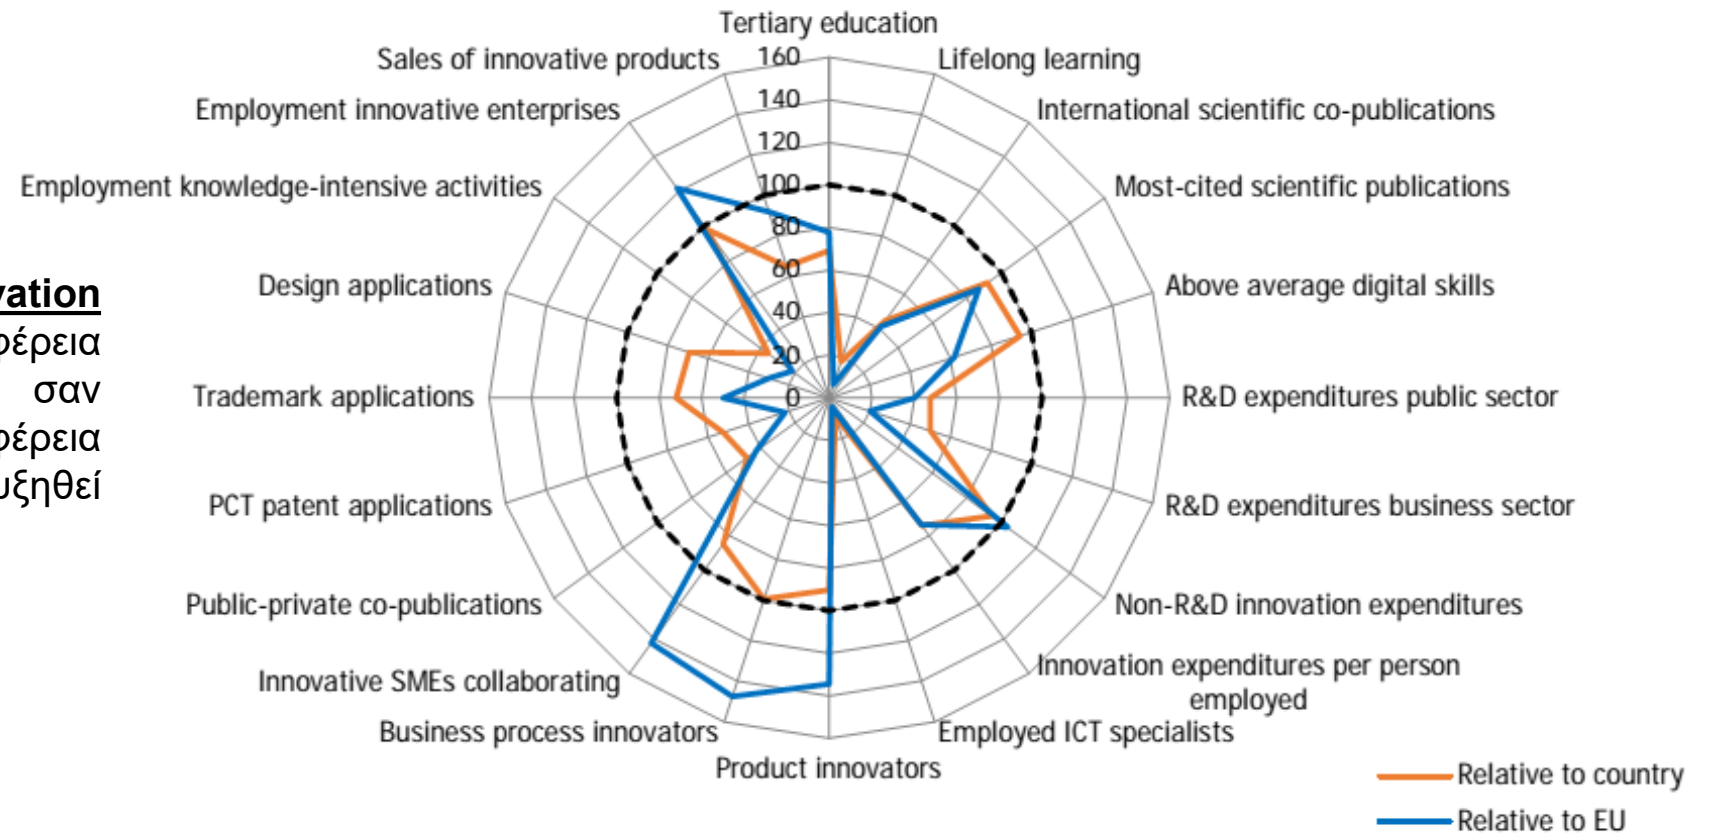 Tertiary education
Sales of innovative products
Lifelong learning
Employment innovative enterprises
International scientific co-publications
Employment knowledge-intensive activities
Most-cited scientific publications
Design applications
Above average digital skills
Trademark applications
R&D expenditures public sector
PCT patent applications
R&D expenditures business sector
Public-private co-publications
Non-R&D innovation expenditures
Innovative SMEs collaborating
Innovation expenditures per person
employed
Business process innovators
Employed ICT specialists
Product innovators
160
140
120
100
80
60
40
20
0
σαν
Relative to country
Relative to EU